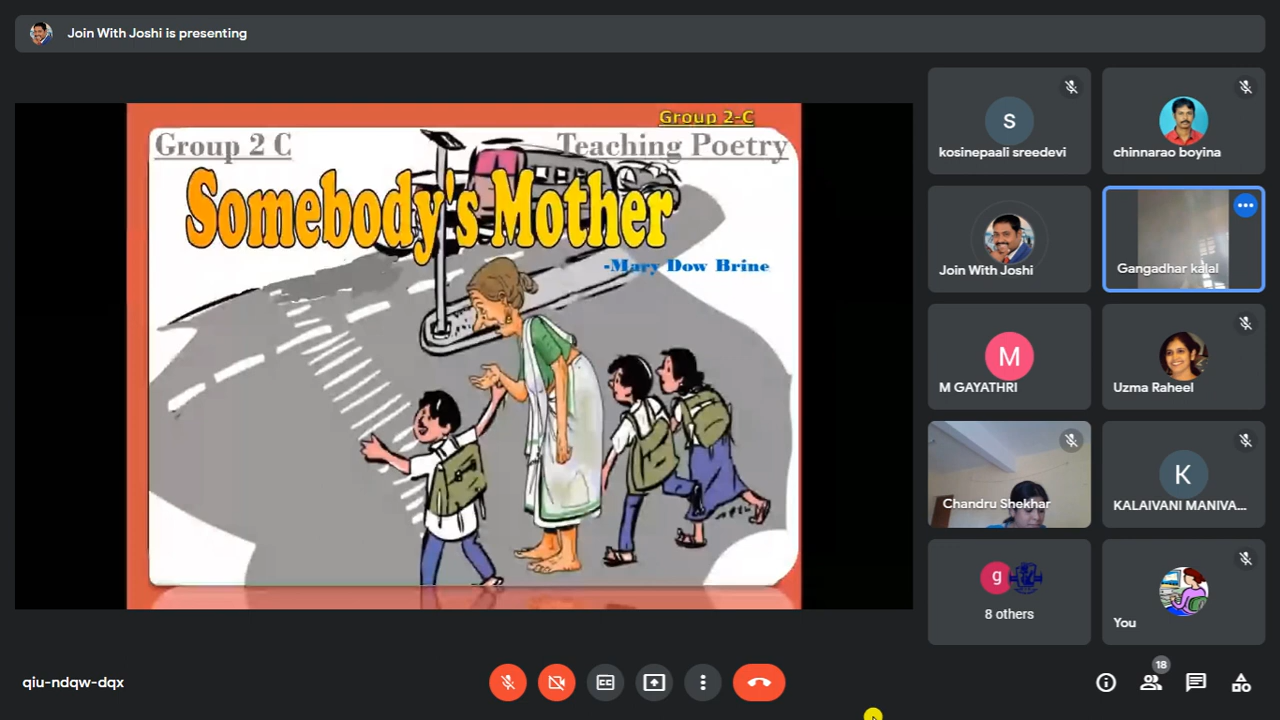 Join With Joshi is presenting
Group 2-C
Group 2 C
Teaching Poetry
Somebody's Mother
-Mary Dow Brine
s
kosinepaali sreedevi
chinnarao boyina
Join With Joshi
Gangadhar kalal
M
M GAYATHRI
Uzma Raheel
Chandru Shekhar
K
KALAIVANI MANIVA...
g
8 others
You
qiu-ndqw-dqx
CC
18